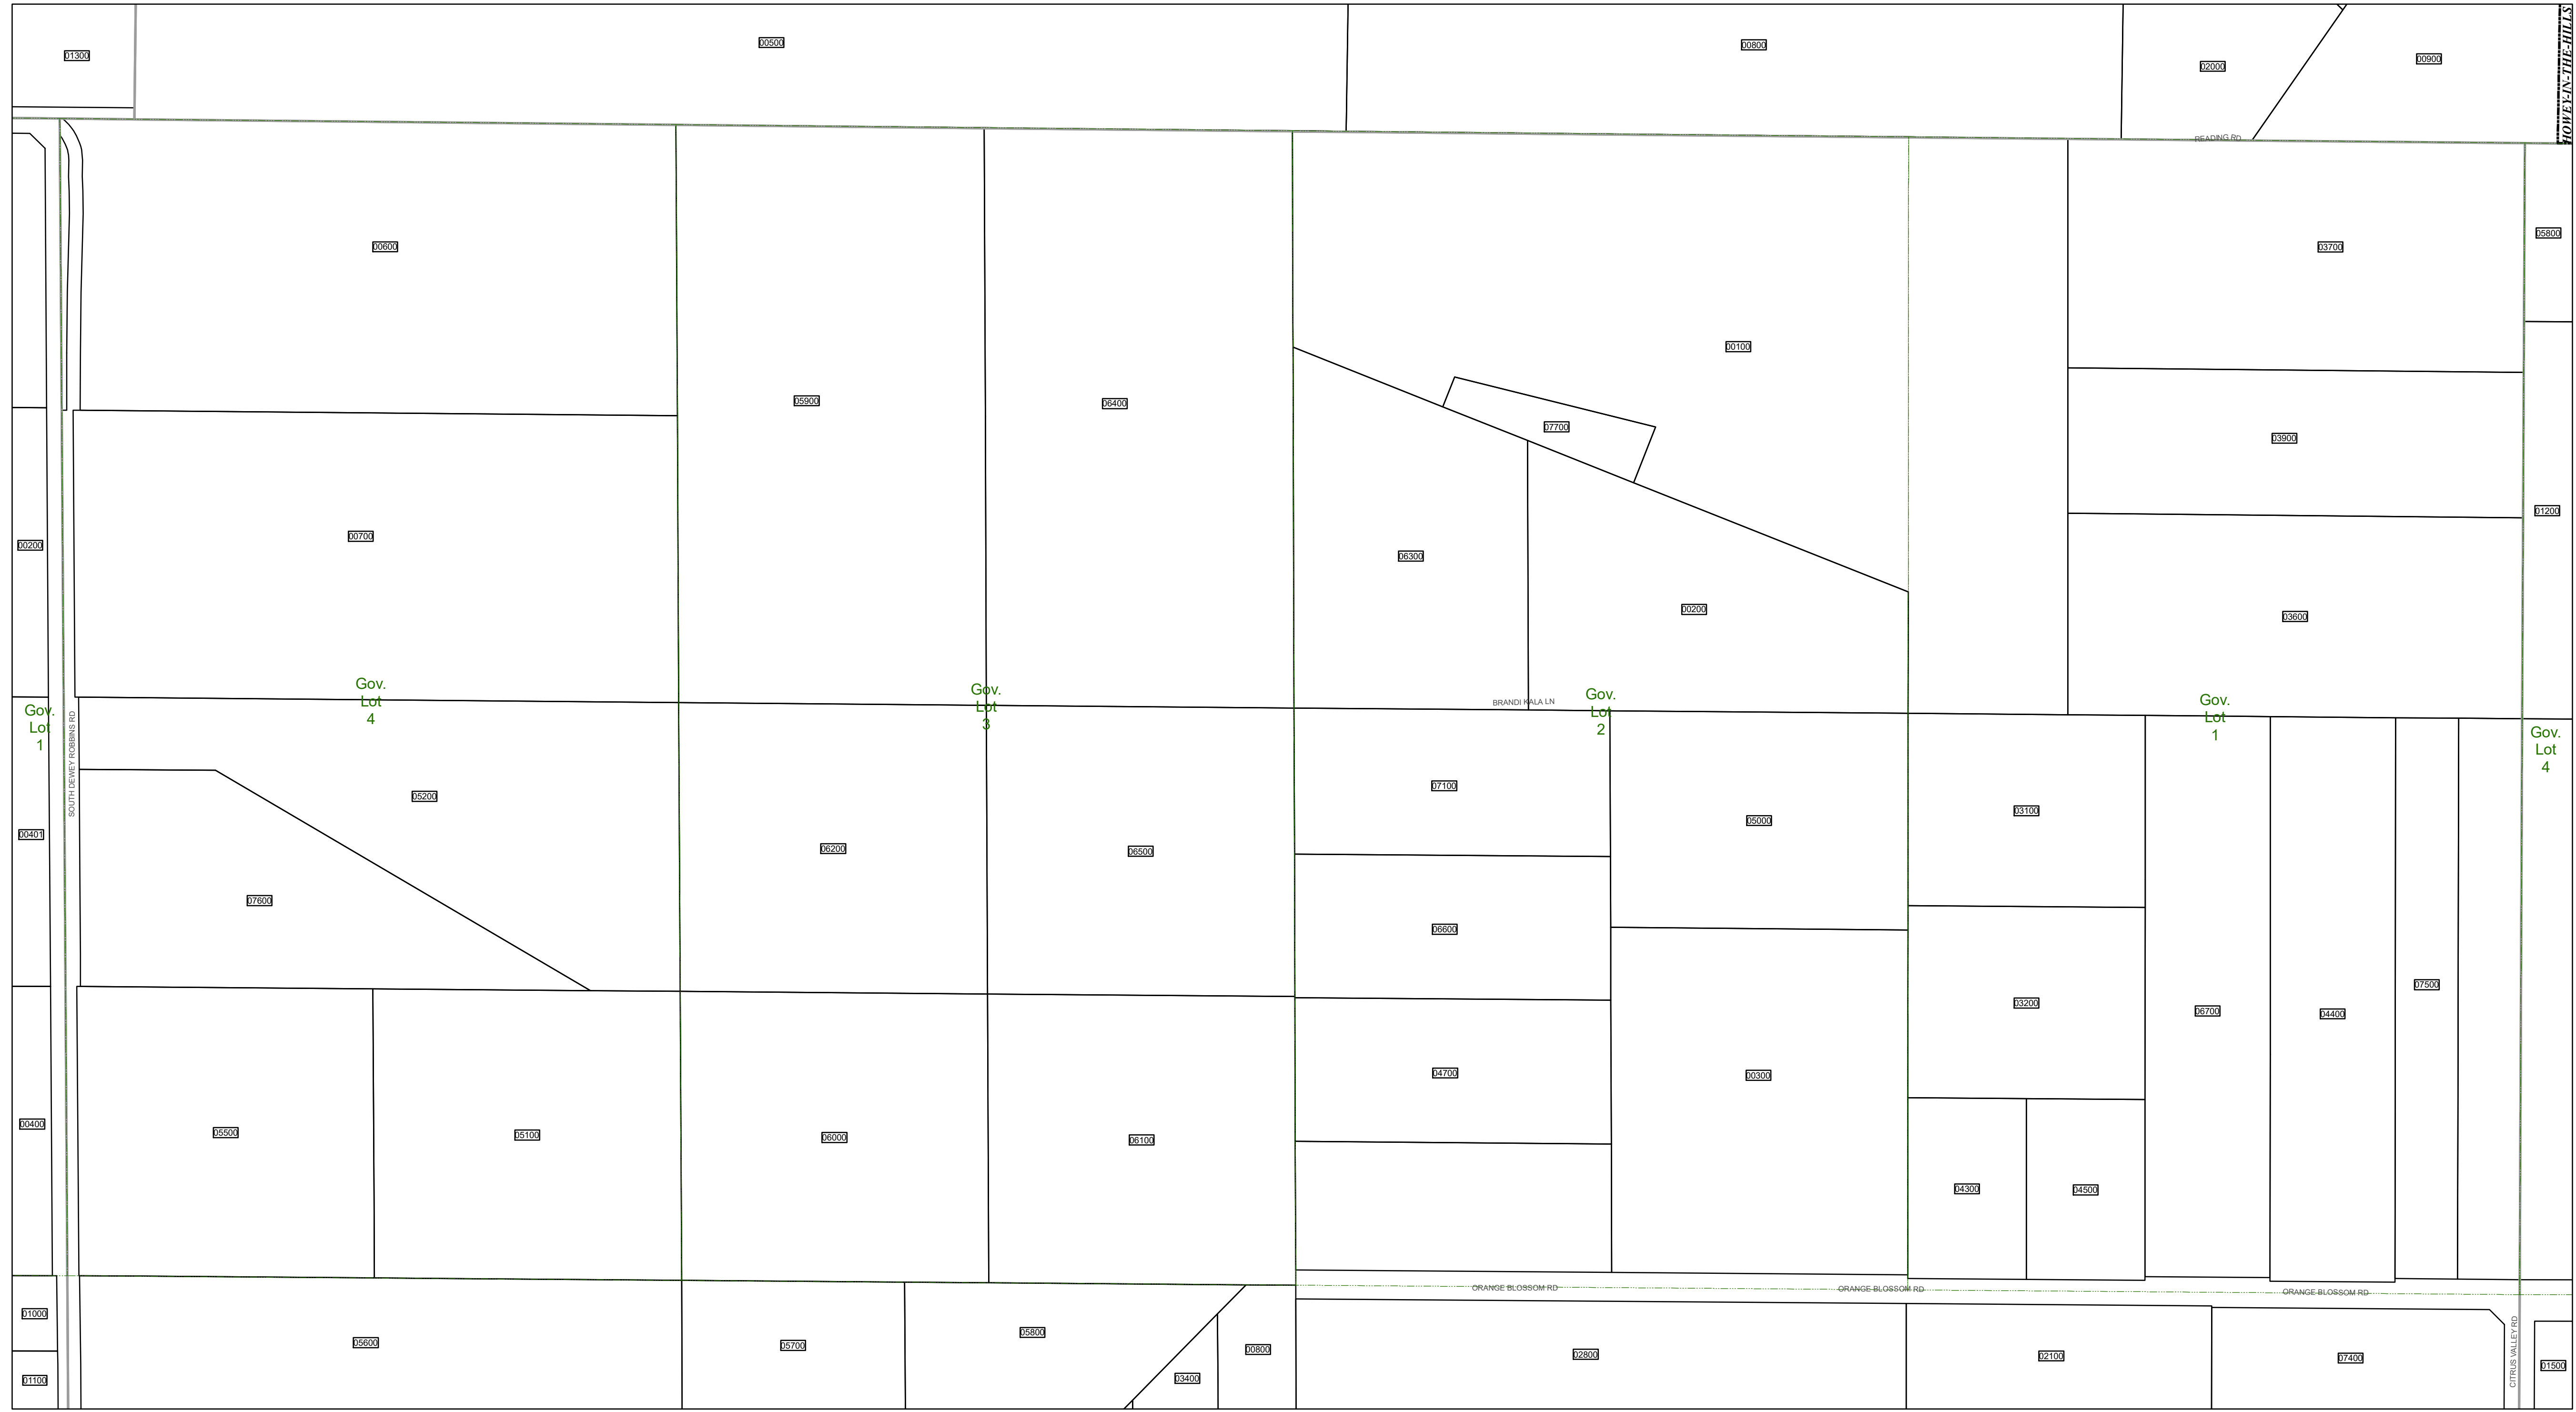 01300
00500
00800
02000
00900
HOWEY-IN-THE-HILLS
READING RD
00600
03700
05800
00100
05900
06400
07700
03900
00700
00200
06300
00200
03600
01200
Gov.
Lot
1
Gov.
Lot
4
Gov.
Lot
3
BRANDI KALA LN
Gov.
Lot
2
Gov.
Lot
1
Gov.
Lot
4
SOUTH DEWEY ROBBINS RD
05200
07100
05000
03100
00401
06200
06500
07600
06600
07500
03200
06700
04400
04700
00300
00400
05500
05100
06000
06100
04300
04500
ORANGE BLOSSOM RD
ORANGE BLOSSOM RD
ORANGE BLOSSOM RD
01000
05600
05700
05800
00800
03400
02800
02100
07400
CITRUS VALLEY RD
01500
01100